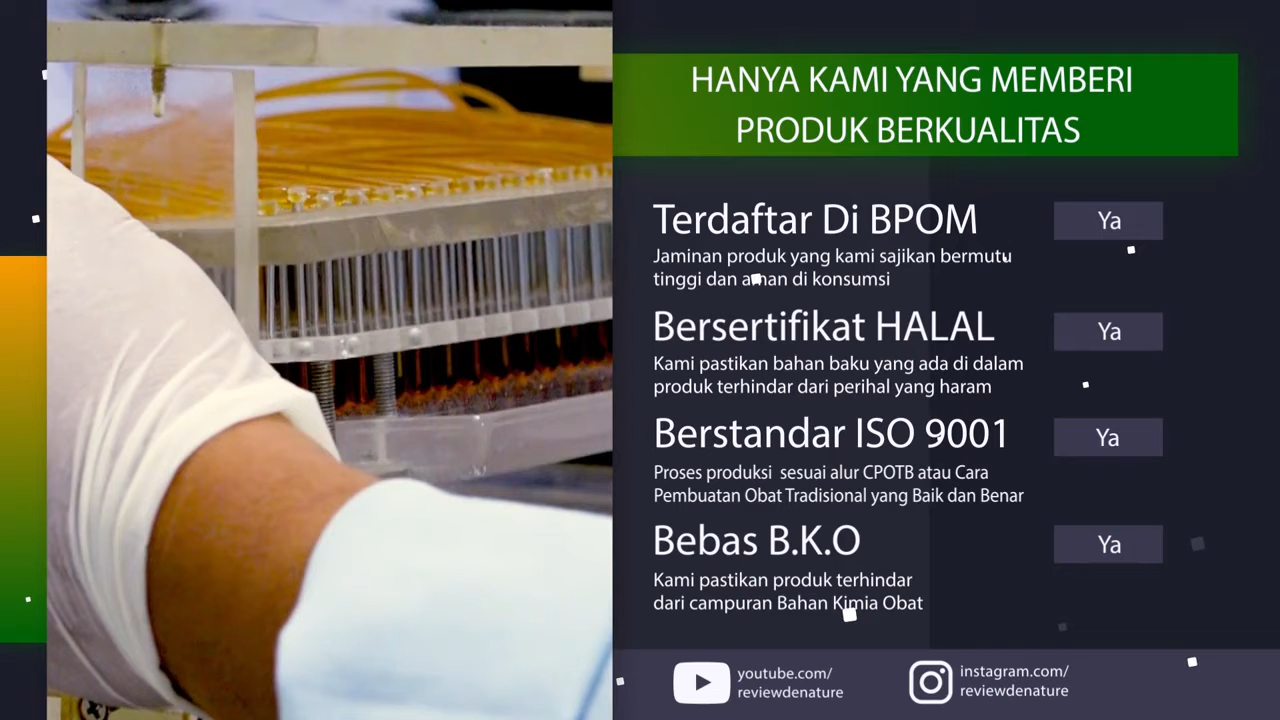 HANYA KAMI YANG MEMBERI
PRODUK BERKUALITAS
Terdaftar Di BPOM
Ya
Jaminan produk yang kami sajikan bermutu
tinggi dan aman di konsumsi
Bersertifikat HALAL
Ya
Kami pastikan bahan baku yang ada di dalam
produk terhindar dari perihal yang haram
Berstandar ISO 9001
Ya
Proses produksi sesuai alur CPOTB atau Cara
Pembuatan Obat Tradisional yang Baik dan Benar
Bebas B.K.O
Ya
Kami pastikan produk terhindar
dari campuran Bahan Kimia Obat
youtube.com/
reviewdenature
instagram.com/
reviewdenature